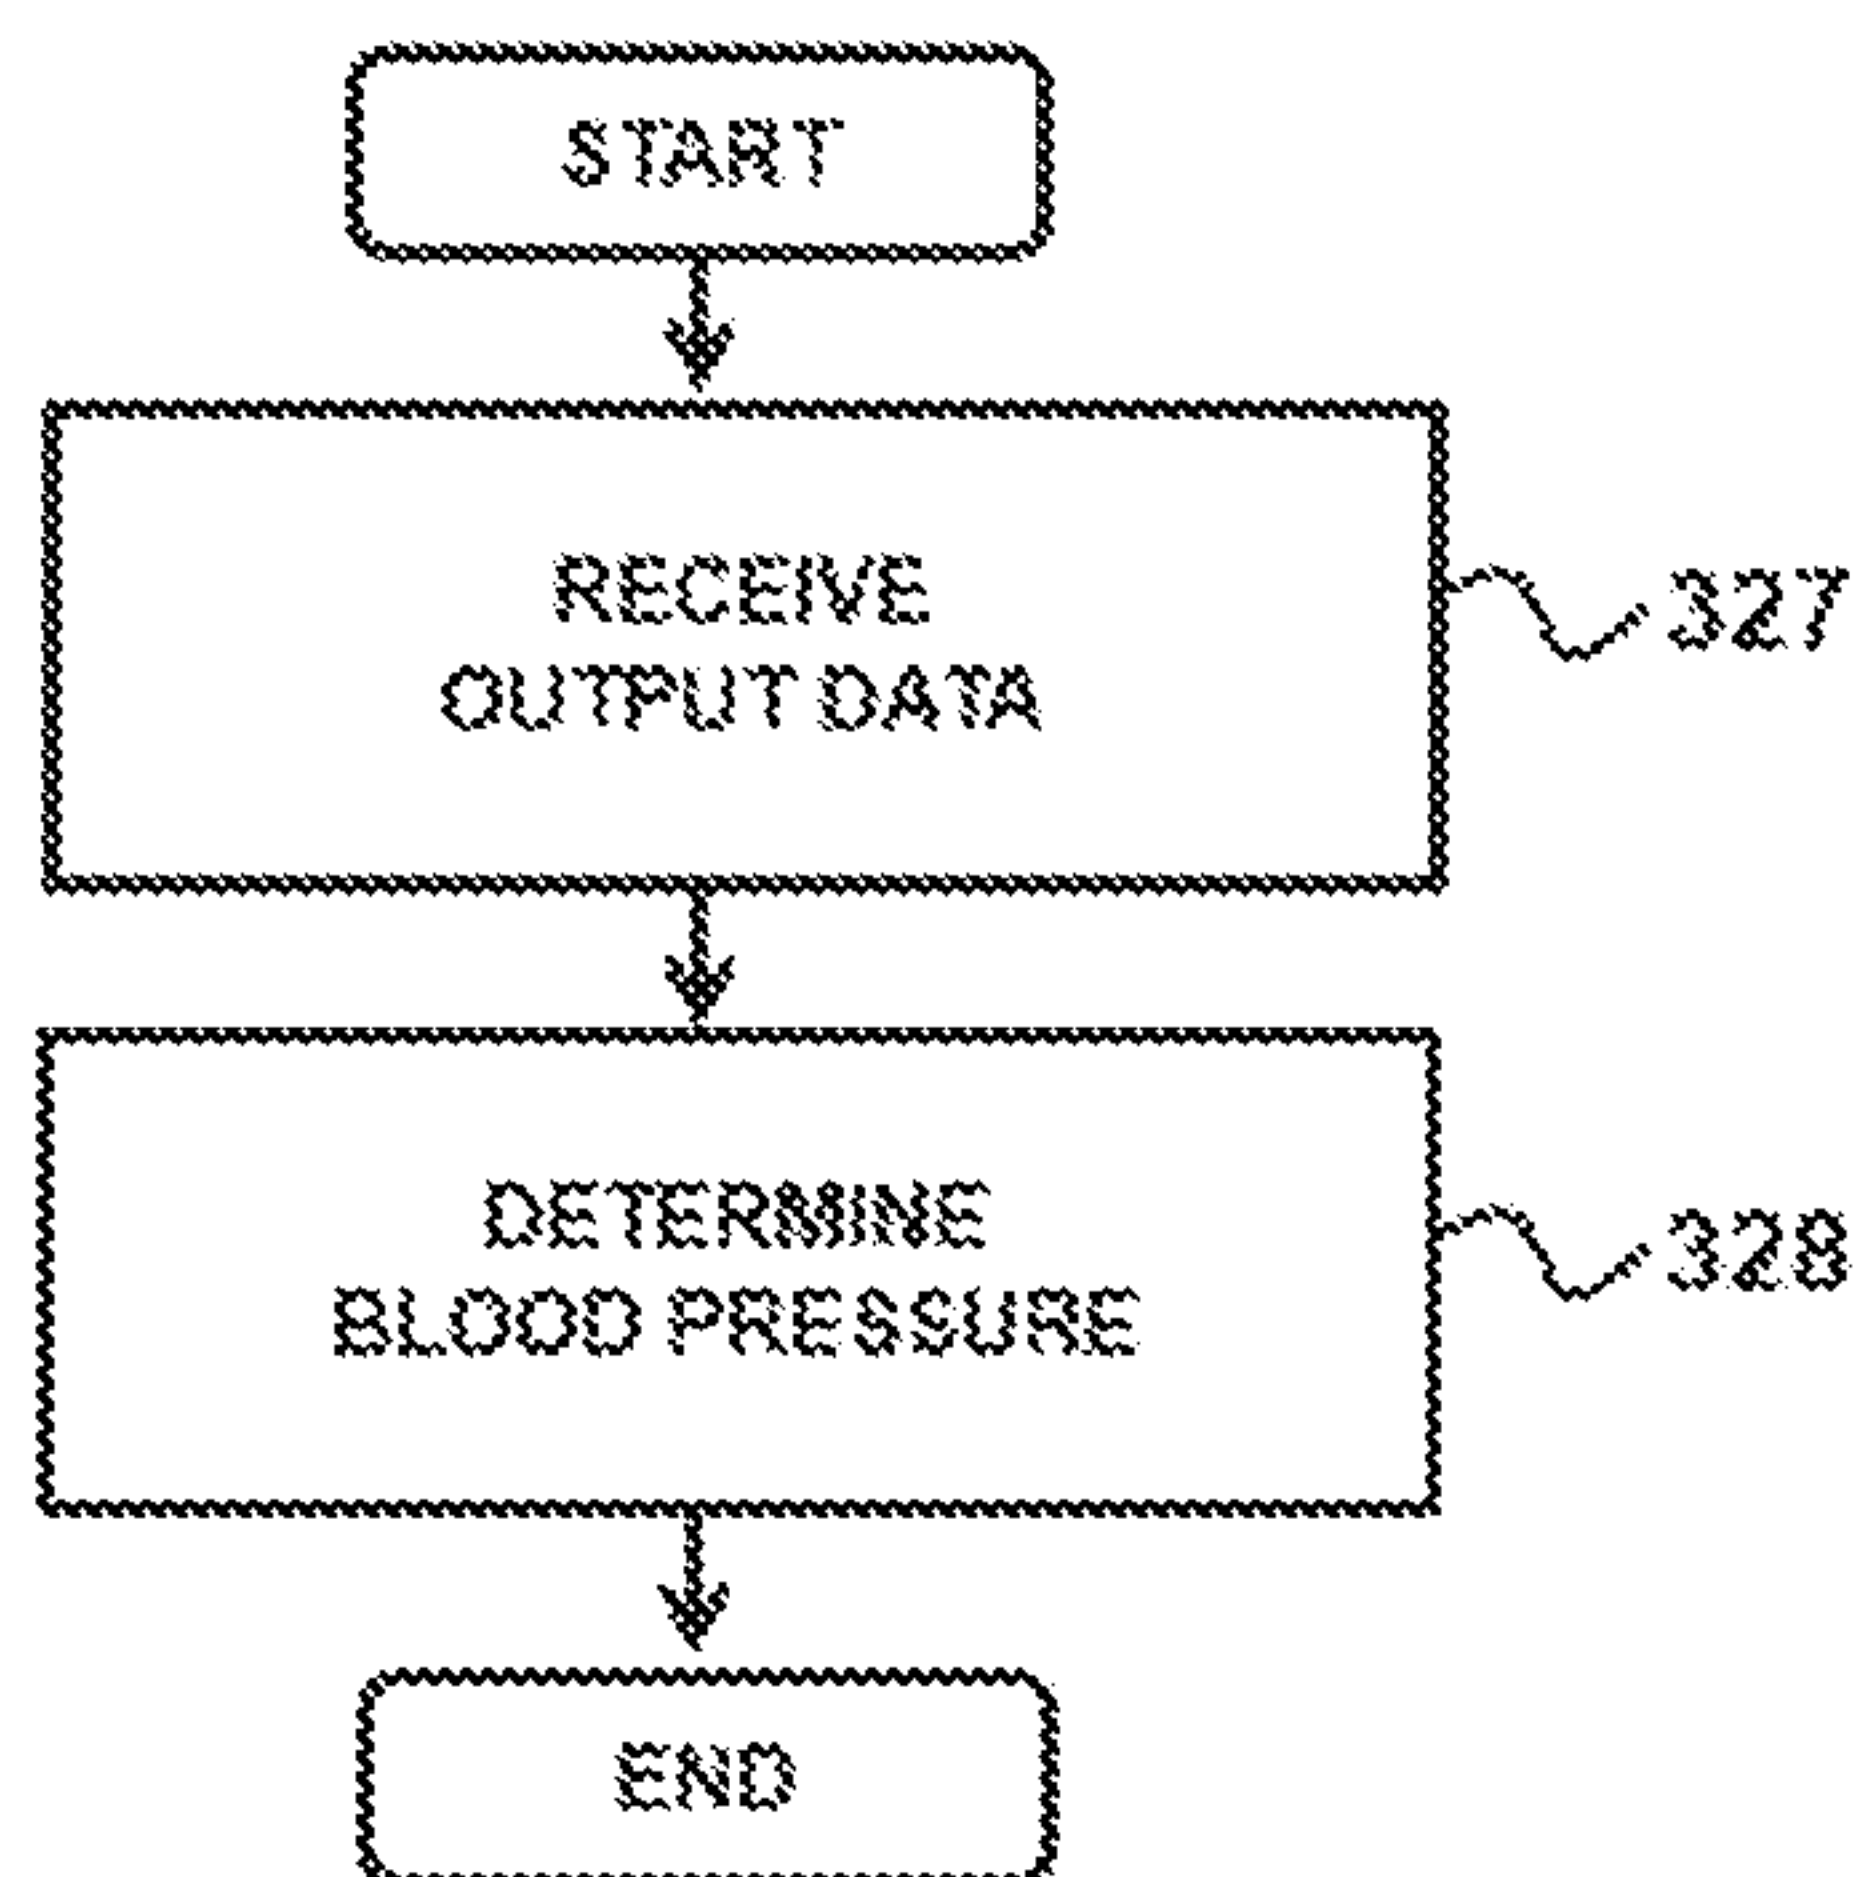 START
RECEIVE
OUTPUT DATA
327
DETERMINE
BLOOD PRESSURE
328
END